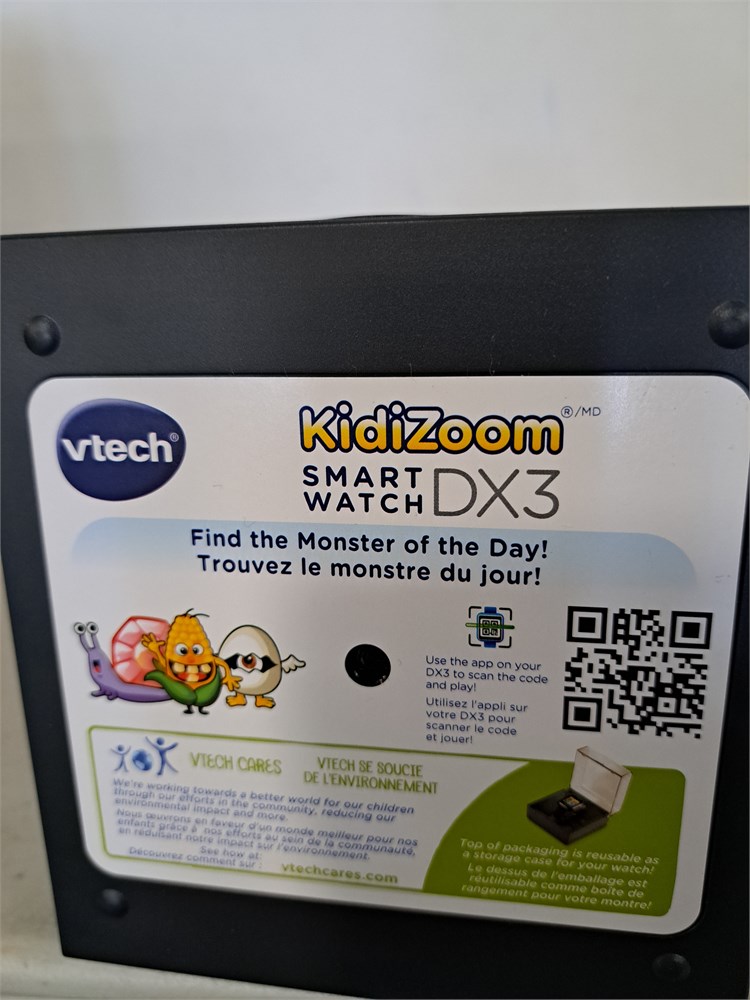 vtech®
KidiZoom®/MD
SMART
WATCH DX3
Find the Monster of the Day!
Trouvez le monstre du jour!
Use the app on your
DX3 to scan the code
and play!
Utilisez l'appli sur
votre DX3 pour
scanner le code
et jouer!
VTECH CARES
VTECH SE SOUCIE
DE L'ENVIRONNEMENT
We're working towards a better world for our children
through our efforts in the community, reducing our
environmental impact and more.
Nous œuvrons en faveur d'un monde meilleur pour nos
enfants grâce à nos efforts au sein de la communauté,
en réduisant notre impact sur l'environnement.
See how at:
Découvrez comment sur :
vtechcares.com
Top of packaging is reusable as
a storage case for your watch!
Le dessus de l'emballage est
réutilisable comme boîte de
rangement pour votre montre!